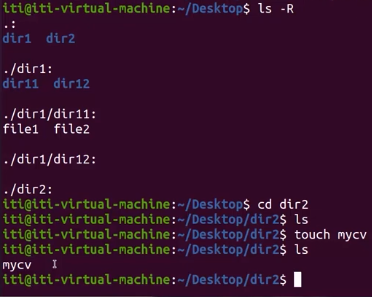 iti@iti-virtual-machine:~/Desktop$ ls -R
.:
dir1  dir2

./dir1:
dir11  dir12

./dir1/dir11:
file1  file2

./dir1/dir12:

./dir2:
iti@iti-virtual-machine:~/Desktop$ cd dir2
iti@iti-virtual-machine:~/Desktop/dir2$ ls
iti@iti-virtual-machine:~/Desktop/dir2$ touch mycv
iti@iti-virtual-machine:~/Desktop/dir2$ ls
mycv
iti@iti-virtual-machine:~/Desktop/dir2$